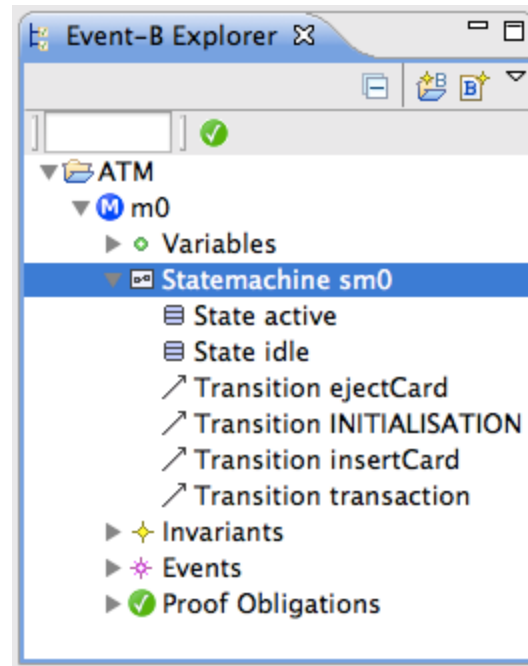 Event-B Explorer
ATM
m0
Variables
Statemachine sm0
State active
State idle
Transition ejectCard
Transition INITIALISATION
Transition insertCard
Transition transaction
Invariants
Events
Proof Obligations